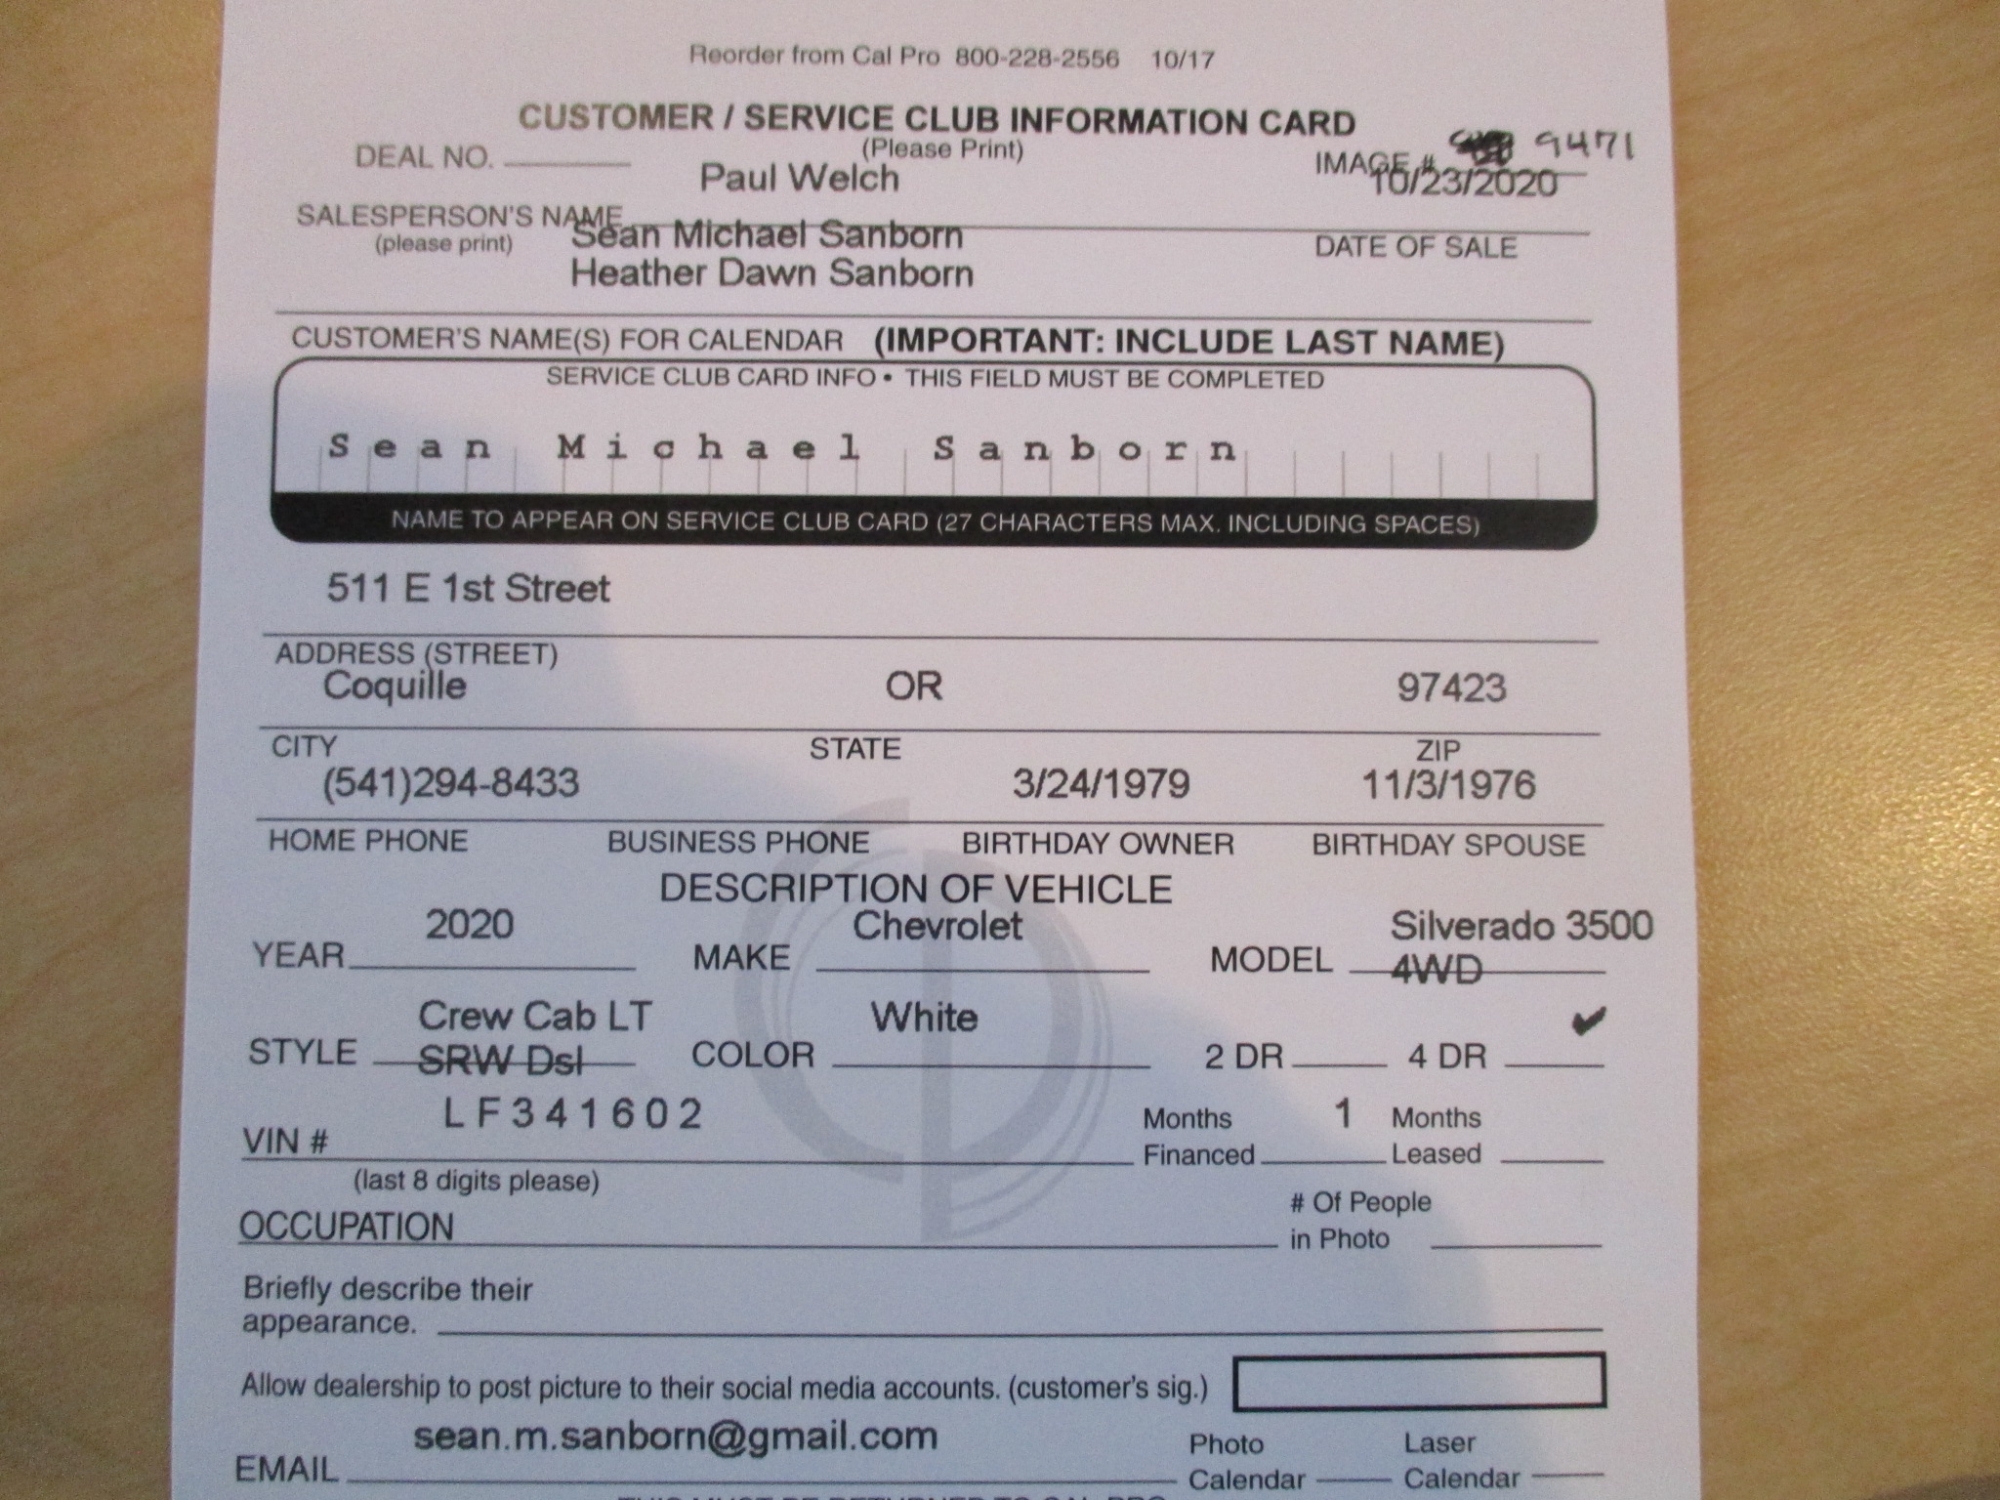 Reorder from Cal Pro 800-228-2556 10/17
CUSTOMER / SERVICE CLUB INFORMATION CARD
(Please Print)
DEAL NO.
IMAGE # 9471
Paul Welch 10/23/2020
SALESPERSON'S NAME
(please print)
DATE OF SALE
Sean Michael Sanborn
Heather Dawn Sanborn
CUSTOMER'S NAME(S) FOR CALENDAR (IMPORTANT: INCLUDE LAST NAME)
SERVICE CLUB CARD INFO • THIS FIELD MUST BE COMPLETED
Sean Michael Sanborn
NAME TO APPEAR ON SERVICE CLUB CARD (27 CHARACTERS MAX. INCLUDING SPACES)
511 E 1st Street
ADDRESS (STREET)
Coquille OR 97423
CITY STATE ZIP
(541)294-8433 3/24/1979 11/3/1976
HOME PHONE BUSINESS PHONE BIRTHDAY OWNER BIRTHDAY SPOUSE
DESCRIPTION OF VEHICLE
2020 Chevrolet Silverado 3500
YEAR MAKE MODEL 4WD
Crew Cab LT White ✔
STYLE SRW Dsl COLOR 2 DR 4 DR
LF341602
VIN #
(last 8 digits please)
Months 1 Months
Financed Leased
OCCUPATION
# Of People
in Photo
Briefly describe their
appearance.
Allow dealership to post picture to their social media accounts. (customer's sig.)
sean.m.sanborn@gmail.com
EMAIL
Photo Laser
Calendar Calendar